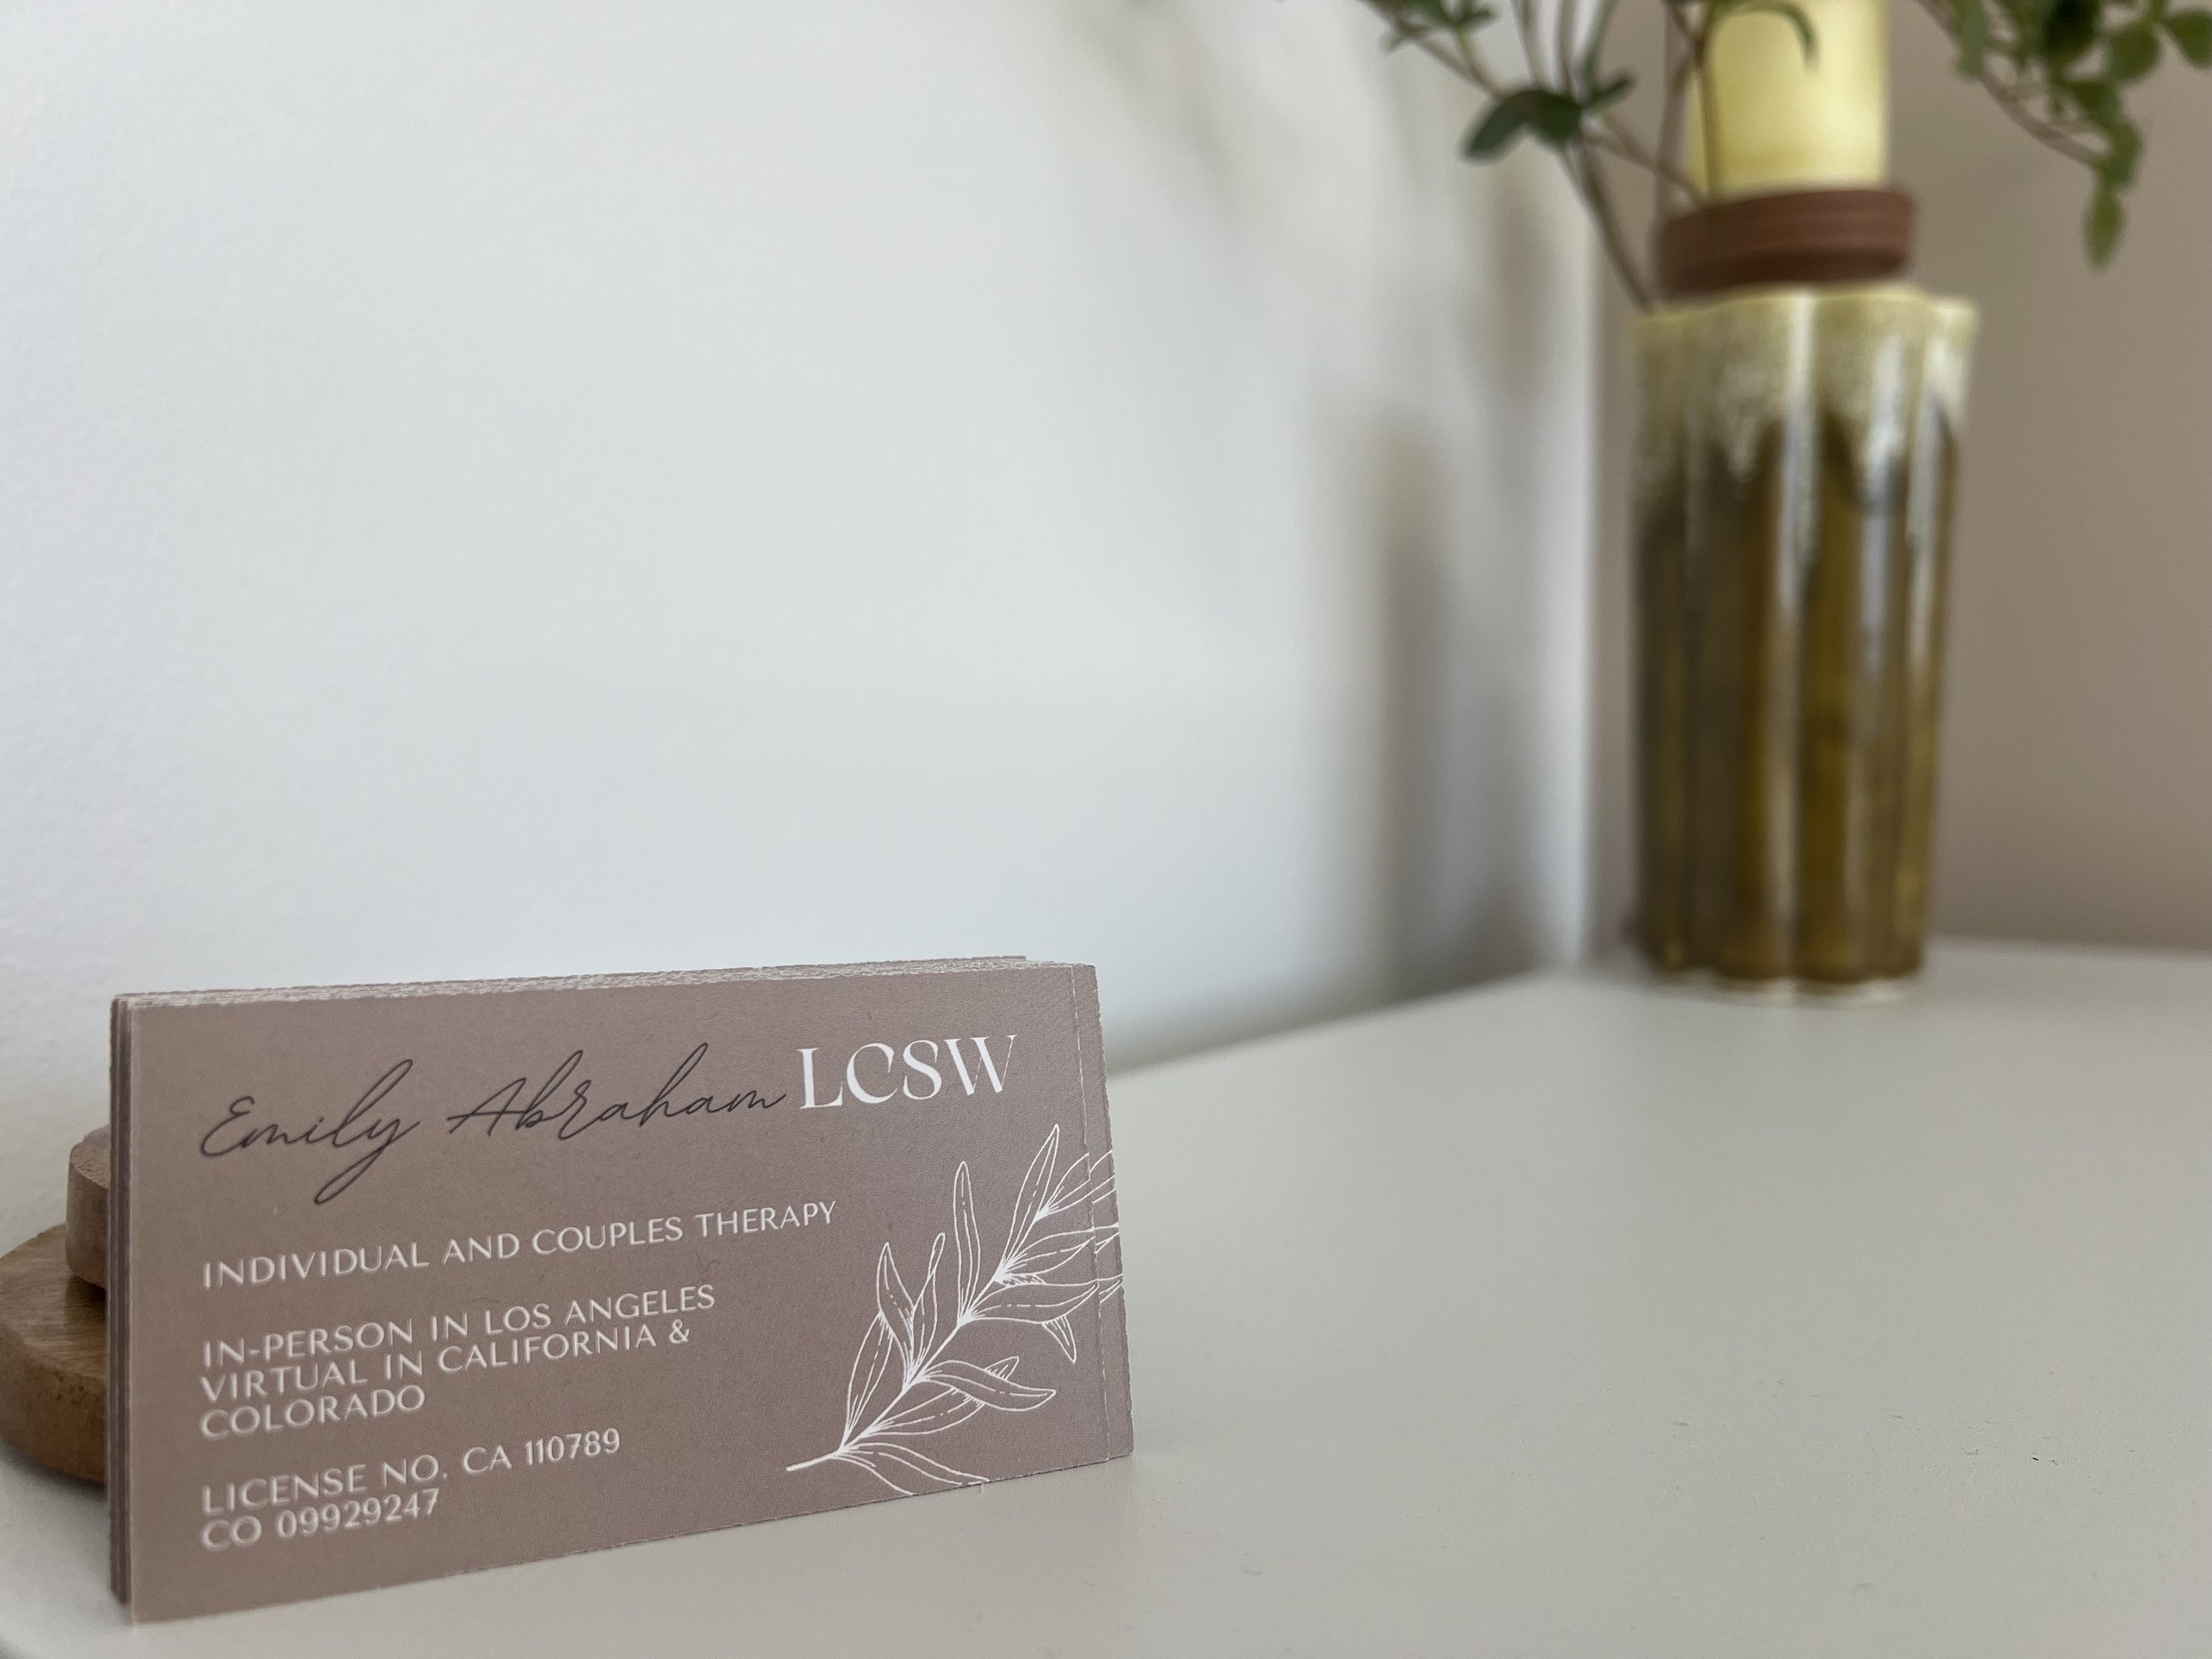 Emily Abraham LCSW
INDIVIDUAL AND COUPLES THERAPY
IN-PERSON IN LOS ANGELES
VIRTUAL IN CALIFORNIA &
COLORADO
LICENSE NO. CA 110789
CO 09929247